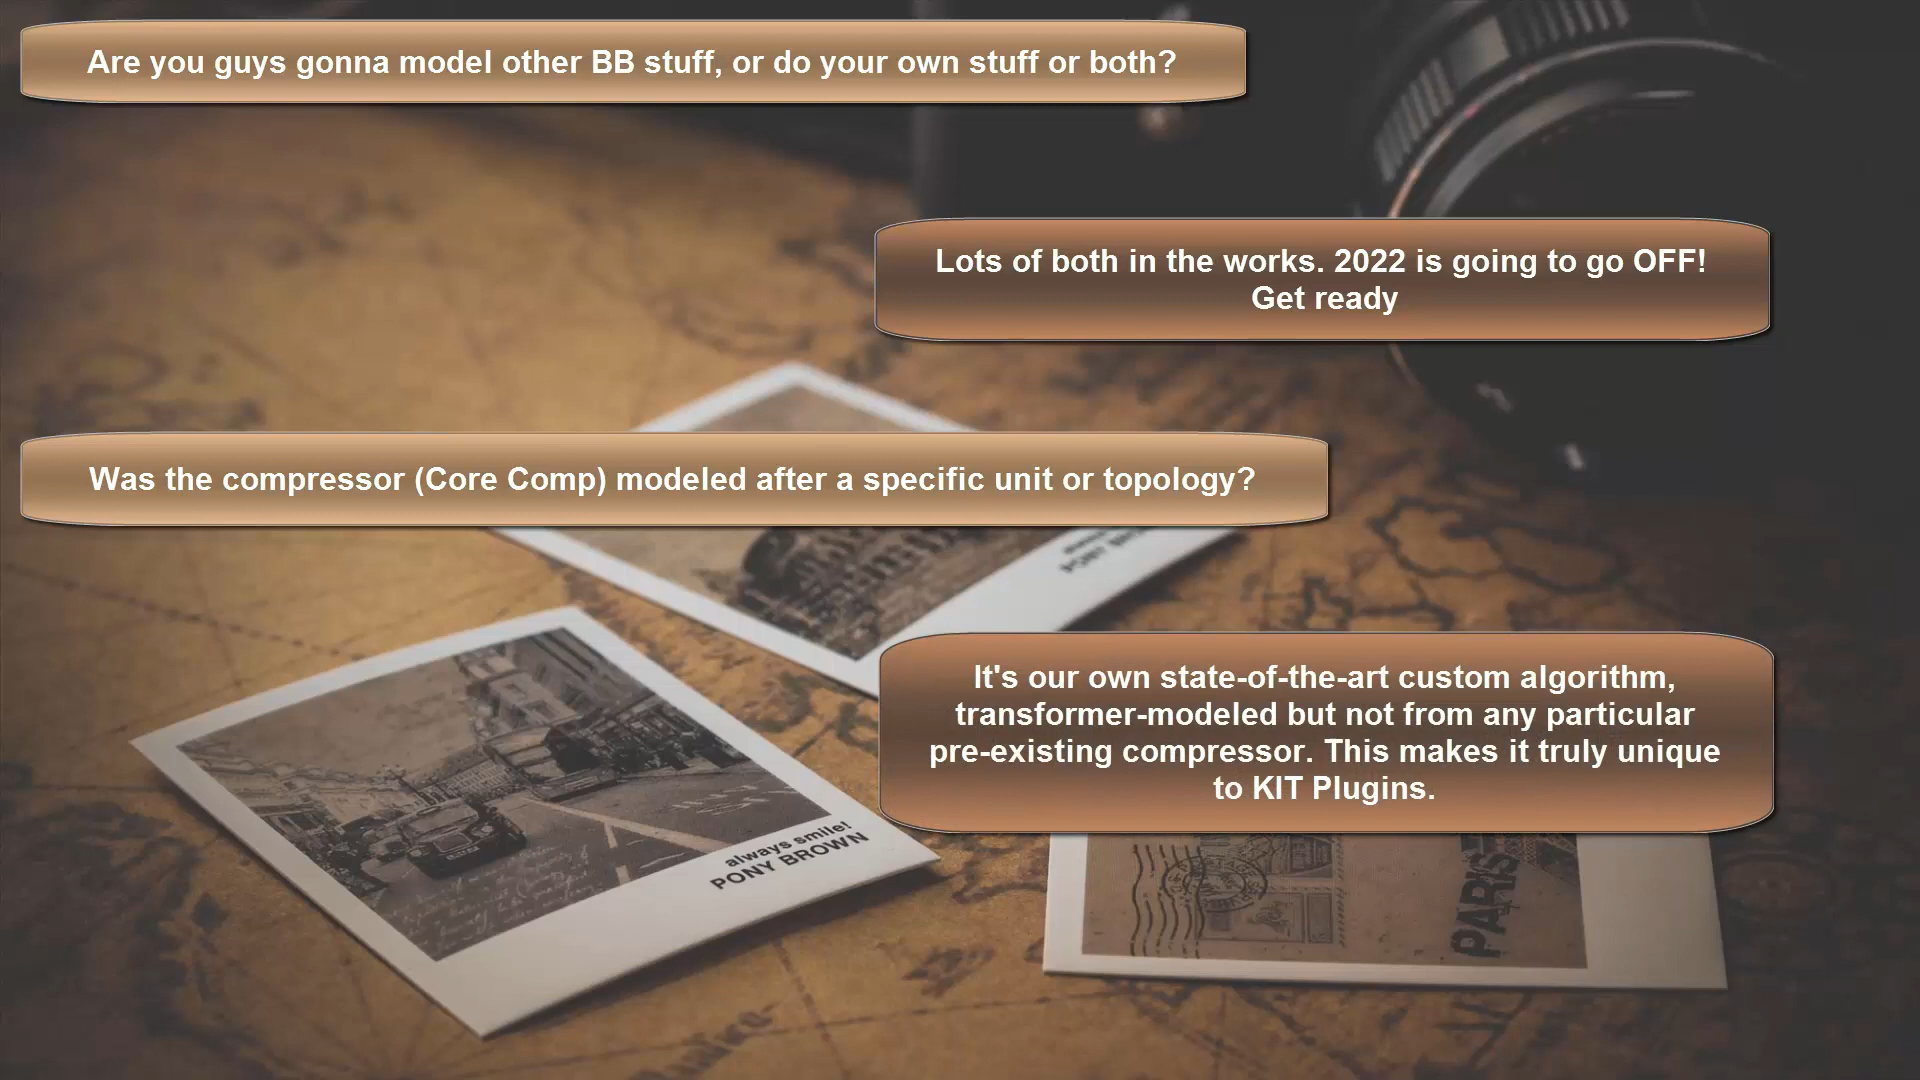 Are you guys gonna model other BB stuff, or do your own stuff or both?
Lots of both in the works. 2022 is going to go OFF!
Get ready
Was the compressor (Core Comp) modeled after a specific unit or topology?
It's our own state-of-the-art custom algorithm,
transformer-modeled but not from any particular
pre-existing compressor. This makes it truly unique
to KIT Plugins.
always smile!
PONY BROWN
PARIS